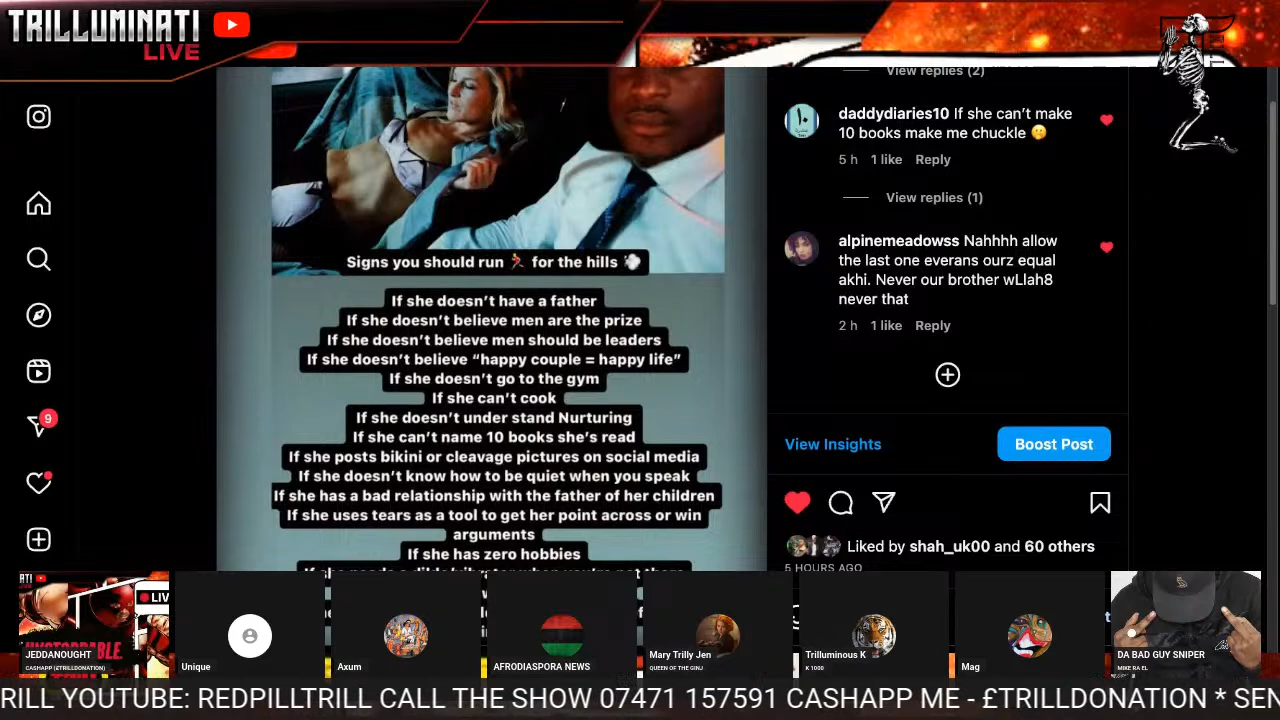 TRILLUMINATI
LIVE
Signs you should run 🏃 for the hills 💨
If she doesn’t have a father
If she doesn’t believe men are the prize
If she doesn’t believe men should be leaders
If she doesn’t believe “happy couple = happy life”
If she doesn’t go to the gym
If she can’t cook
If she doesn’t under stand Nurturing
If she can’t name 10 books she’s read
If she posts bikini or cleavage pictures on social media
If she doesn’t know how to be quiet when you speak
If she has a bad relationship with the father of her children
If she uses tears as a tool to get her point across or win
arguments
If she has zero hobbies
View replies (2)
daddydiaries10 If she can’t make
10 books make me chuckle 🤭
5 h 1 like Reply
View replies (1)
alpinemeadowss Nahhhh allow
the last one everans ourz equal
akhi. Never our brother wLlah8
never that
2 h 1 like Reply
View Insights
Boost Post
Liked by shah_uk00 and 60 others
5 HOURS AGO
9
LIV
JEDDANOUGHT
CASHAPP (£TRILLDONATION)
Unique
Axum
AFRODIASPORA NEWS
Mary Trilly Jen
QUEEN OF THE GINJ
Trilluminous K
K 1000
Mag
DA BAD GUY SNIPER
MIKE RA EL
RILL YOUTUBE: REDPILLTRILL CALL THE SHOW 07471 157591 CASHAPP ME - £TRILLDONATION * SEN